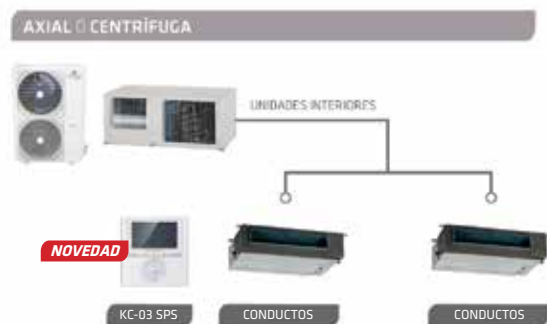 AXIAL Ó CENTRÍFUGA
UNIDADES INTERIORES
NOVEDAD
KC-03 SPS
CONDUCTOS
CONDUCTOS